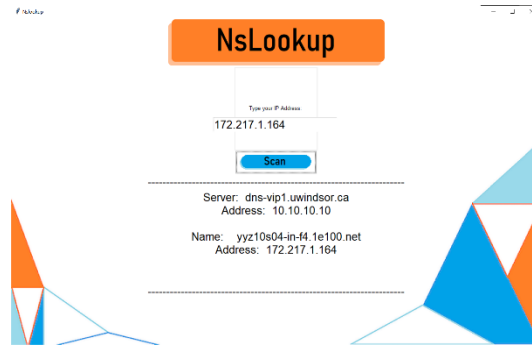 NsLookup
NsLookup
Type your IP Address
172.217.1.164
Scan
Server: dns-vip1.uwindsor.ca
Address: 10.10.10.10
Name: yyz10s04-in-f4.1e100.net
Address: 172.217.1.164